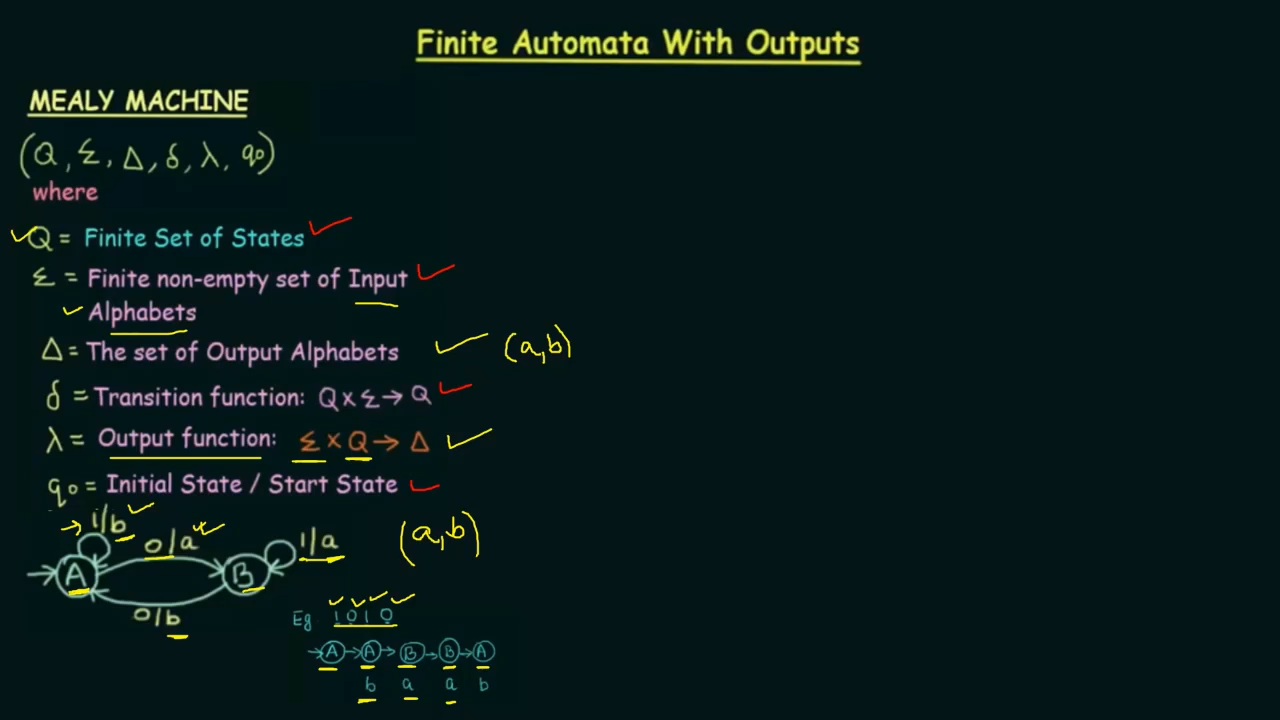 Finite Automata With Outputs
MEALY MACHINE
(Q, Σ, Δ, δ, λ, q0)
where
Q = Finite Set of States
Σ = Finite non-empty set of Input
Alphabets
Δ = The set of Output Alphabets (a,b)
δ = Transition function: Q x Σ → Q
λ = Output function: Σ x Q → Δ
q0 = Initial State / Start State
1/b
0/a 1/a (a,b)
A B
0/b
Eg 1 0 1 0
→ A → A → B → B → A
b a a b